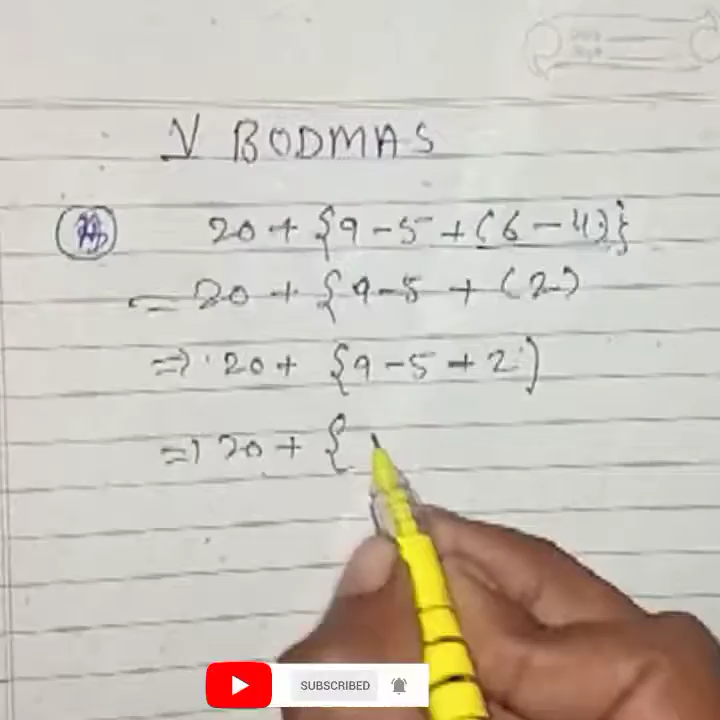 V BODMAS
20 + {9 - 5 + (6 - 4)}
= 20 + {9 - 5 + (2)
=> 20 + {9 - 5 + 2)
=> 20 + {
SUBSCRIBED